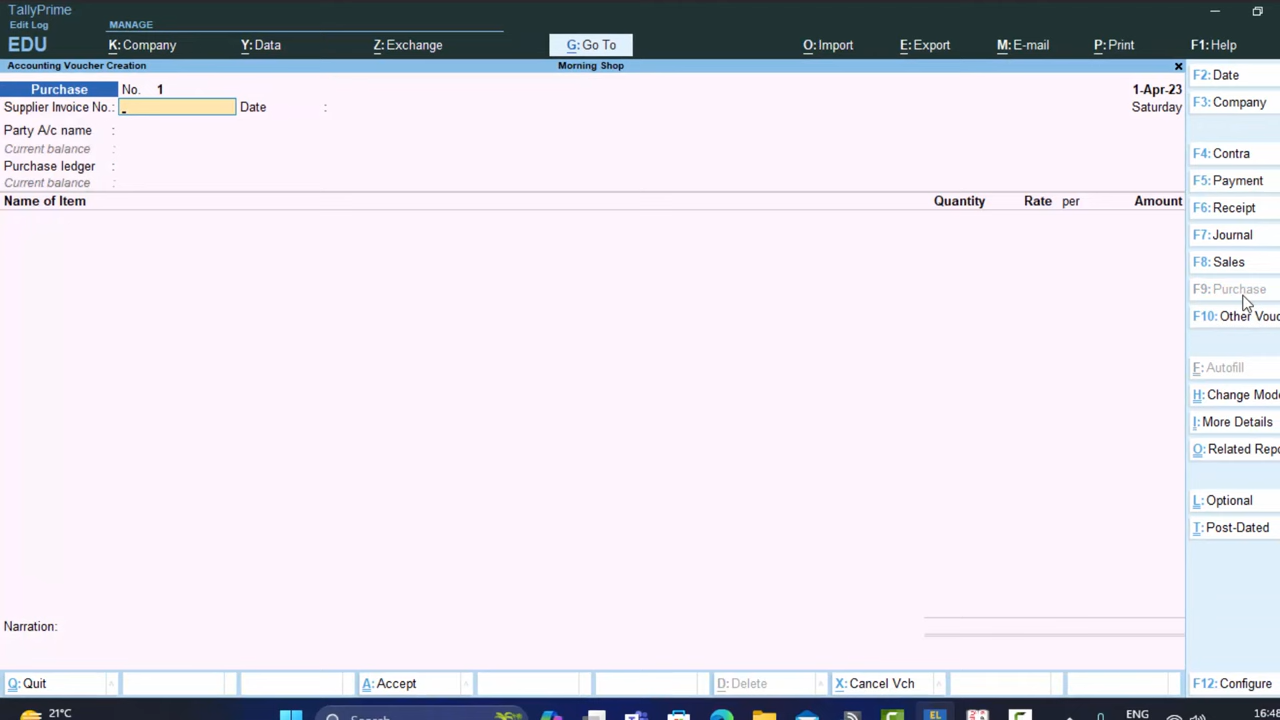 TallyPrime
Edit Log
EDU
MANAGE
K: Company
Y: Data
Z: Exchange
G: Go To
O: Import
E: Export
M: E-mail
P: Print
F1: Help
Accounting Voucher Creation
Morning Shop
Purchase No. 1
1-Apr-23
Supplier Invoice No.: Date :
Saturday
Party A/c name :
Current balance :
Purchase ledger :
Current balance :
Name of Item Quantity Rate per Amount
Narration:
F2: Date
F3: Company
F4: Contra
F5: Payment
F6: Receipt
F7: Journal
F8: Sales
F9: Purchase
F10: Other Vouc
F: Autofill
H: Change Mode
I: More Details
O: Related Repo
L: Optional
T: Post-Dated
Q: Quit
A: Accept
D: Delete
X: Cancel Vch
F12: Configure
21°C
Search
ENG
16:48